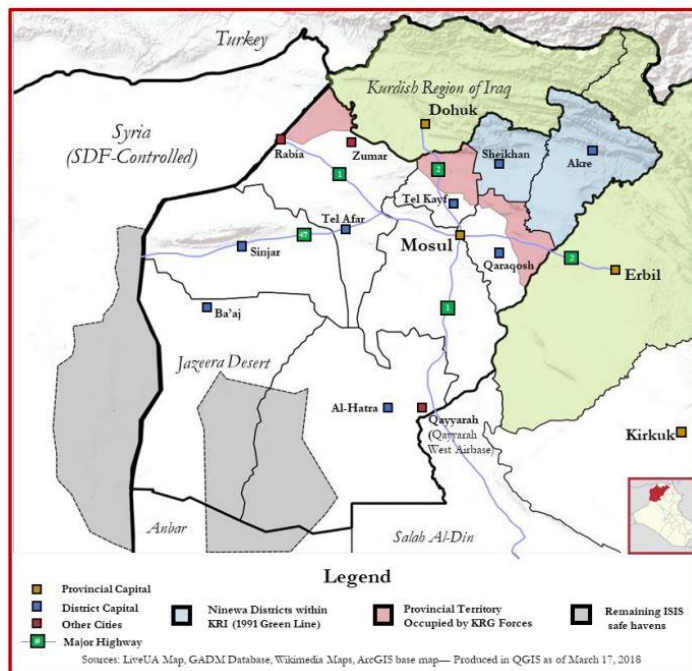 Turkey
Kurdish Region of Iraq
Dohuk
Syria
(SDF-Controlled)
Rabia
Zumar
Sheikhan
Akre
2
1
Tel Kayf
Tel Afar
47
Sinjar
Mosul
Qaraqosh
2
Erbil
Ba'aj
1
Jazeera Desert
Al-Hatra
Qayyarah
(Qayyarah
West Airbase)
Kirkuk
Anbar
Salah Al-Din
Legend
Provincial Capital
District Capital
Other Cities
# Major Highway
Ninewa Districts within
KRI (1991 Green Line)
Provincial Territory
Occupied by KRG Forces
Remaining ISIS
safe havens
Sources: LiveUA Map, GADM Database, Wikimedia Maps, ArcGIS base map— Produced in QGIS as of March 17, 2018